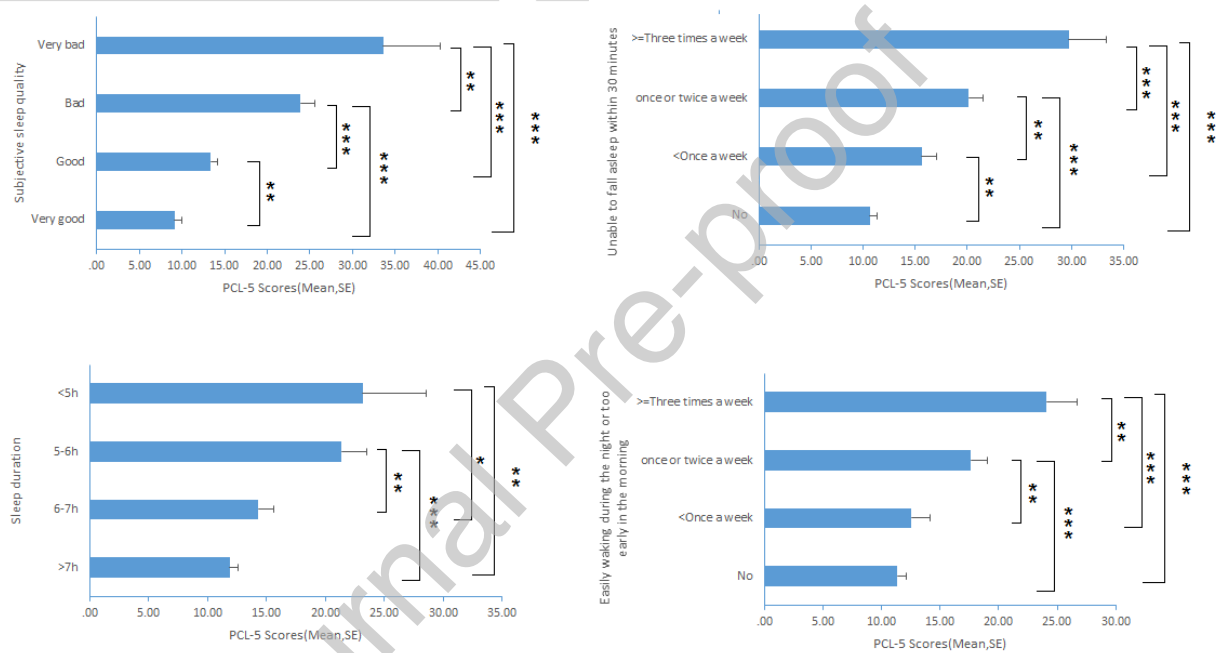 Subjective sleep quality
Very bad
Bad
Good
Very good
**
***
***
***
***
**
.00 5.00 10.00 15.00 20.00 25.00 30.00 35.00 40.00 45.00
PCL-5 Scores(Mean,SE)
Unable to fall asleep within 30 minutes
>=Three times a week
once or twice a week
<Once a week
No
***
***
***
**
***
**
.00 5.00 10.00 15.00 20.00 25.00 30.00 35.00
PCL-5 Scores(Mean,SE)
Sleep duration
<5h
5-6h
6-7h
>7h
*
**
**
***
.00 5.00 10.00 15.00 20.00 25.00 30.00 35.00
PCL-5 Scores(Mean,SE)
Easily waking during the night or too
early in the morning
>=Three times a week
once or twice a week
<Once a week
No
**
***
***
**
***
.00 5.00 10.00 15.00 20.00 25.00 30.00
PCL-5 Scores(Mean,SE)
rnal Pre-proof